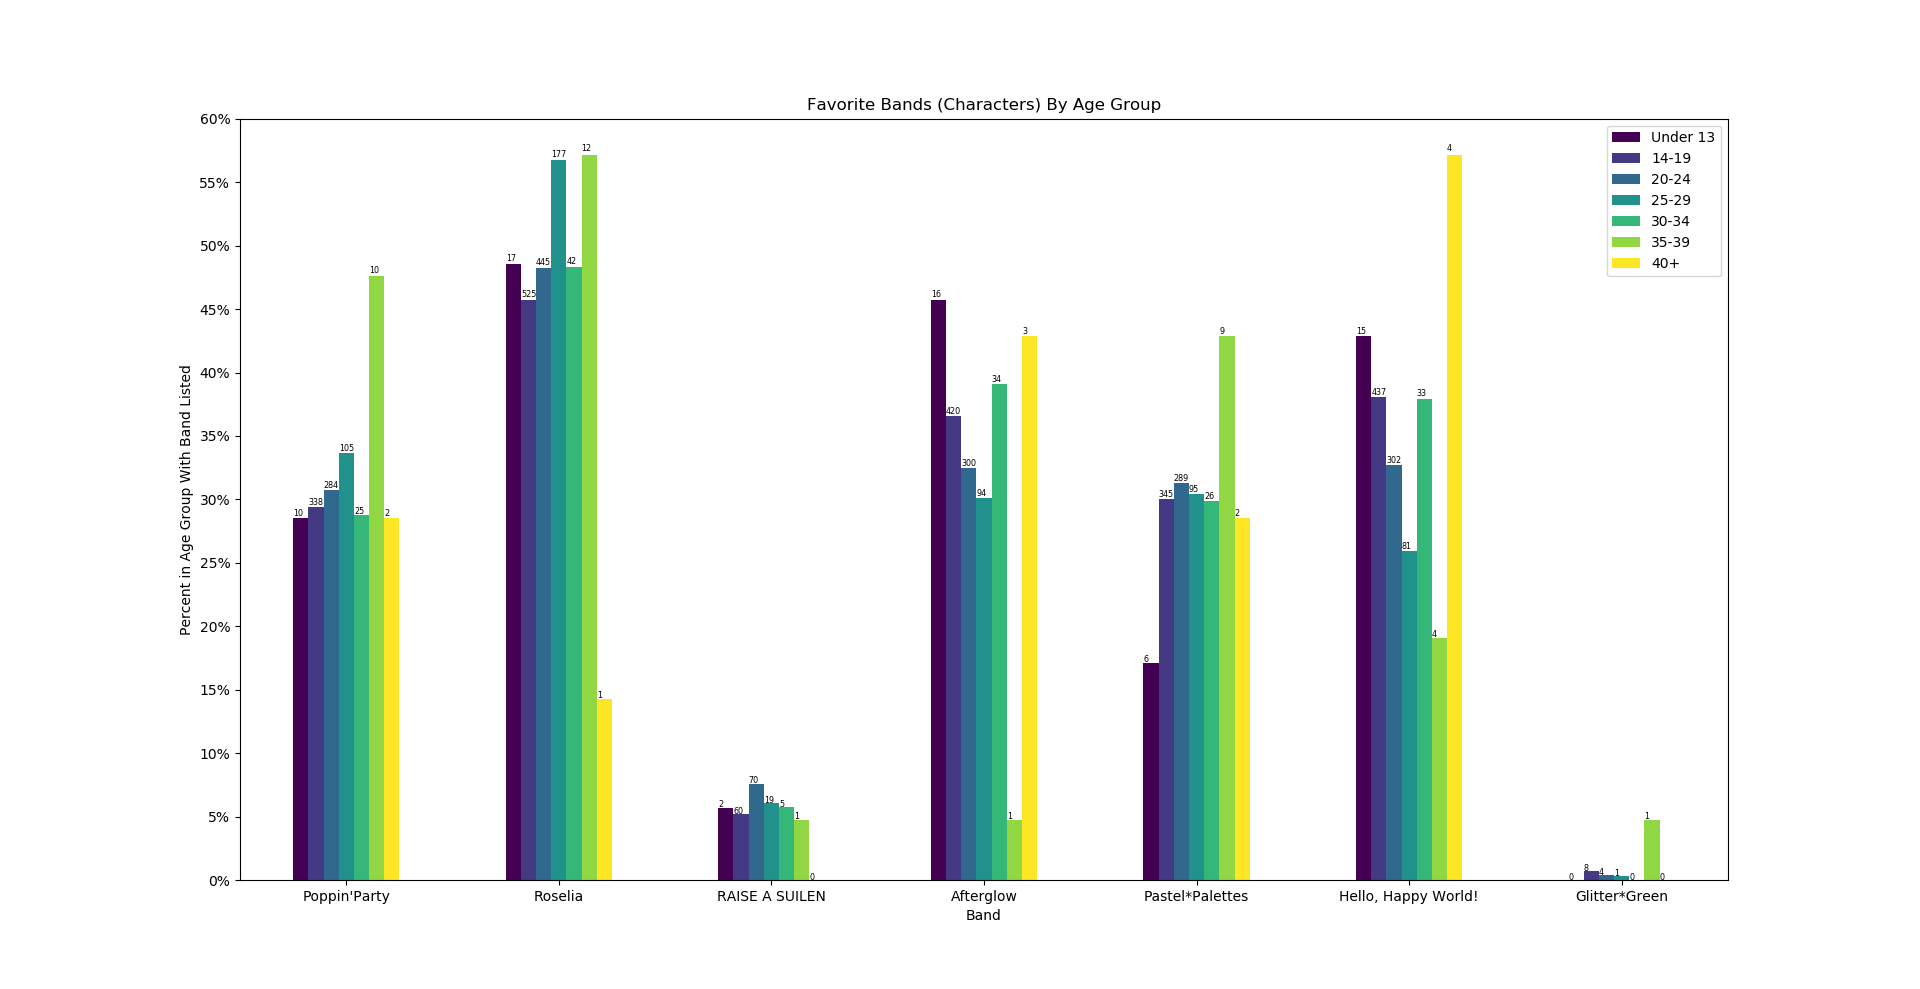 Favorite Bands (Characters) By Age Group
Percent in Age Group With Band Listed
60%
55%
50%
45%
40%
35%
30%
25%
20%
15%
10%
5%
0%
Under 13
14-19
20-24
25-29
30-34
35-39
40+
10 338 284 105 25 10 2
17 525 445 177 42 12 1
2 60 70 19 5 1 0
16 420 300 94 34 1 3
6 345 289 95 26 9 2
15 437 302 81 33 4 4
0 8 4 1 0 1 0
Poppin'Party Roselia RAISE A SUILEN Afterglow Pastel*Palettes Hello, Happy World! Glitter*Green
Band